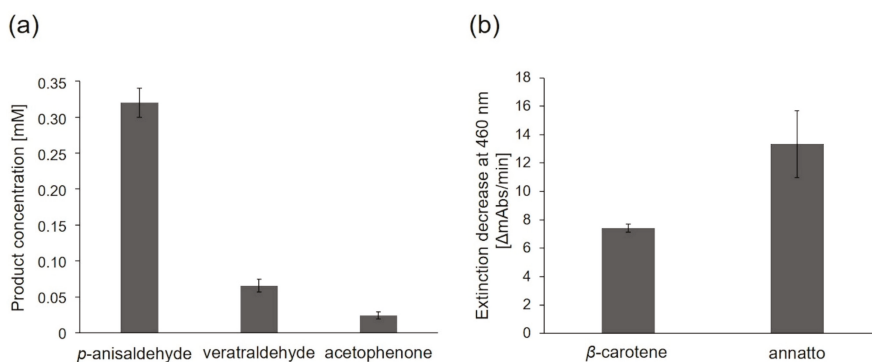 (a)
Product concentration [mM]
0.35
0.30
0.25
0.20
0.15
0.10
0.05
0
p-anisaldehyde veratraldehyde acetophenone
(b)
Extinction decrease at 460 nm
[ΔmAbs/min]
18
16
14
12
10
8
6
4
2
0
β-carotene annatto